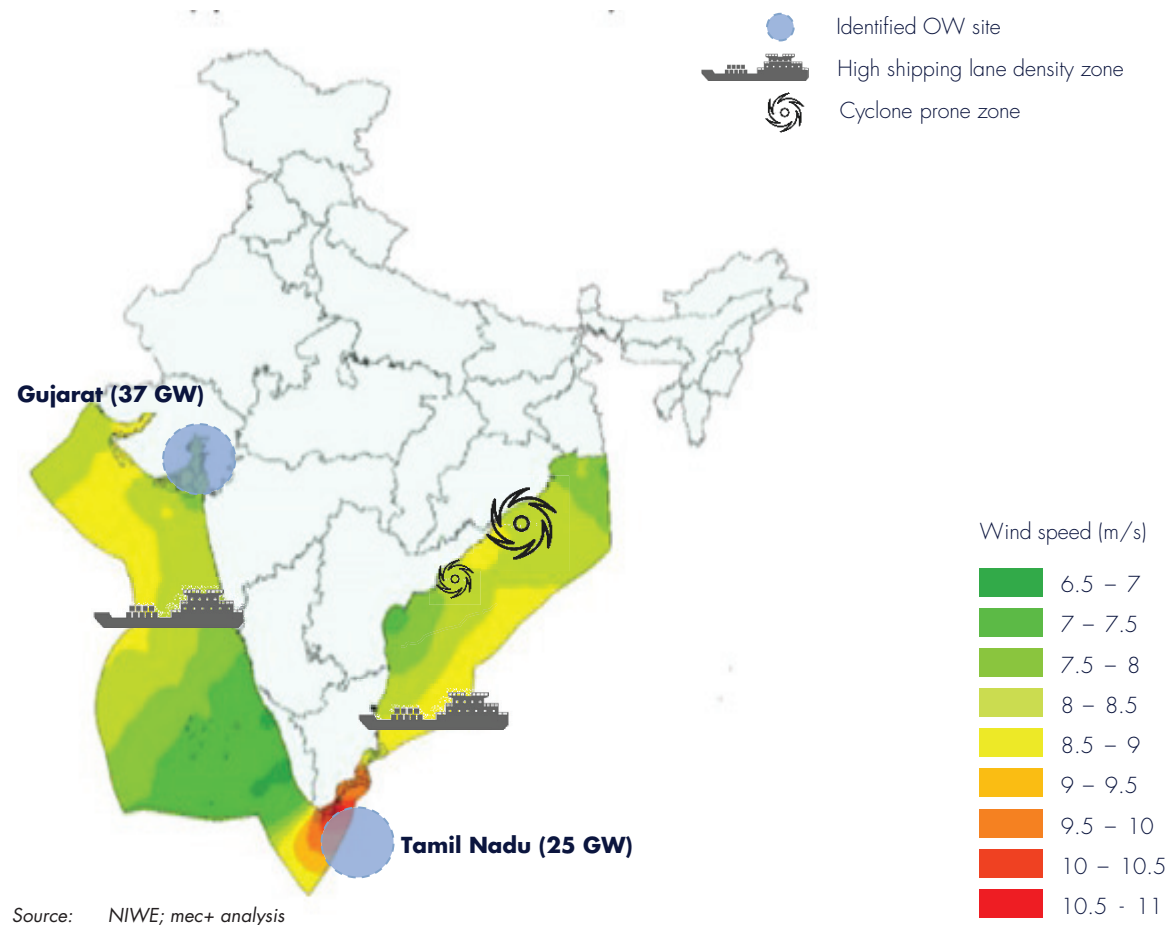 Identified OW site
High shipping lane density zone
Cyclone prone zone
Gujarat (37 GW)
Wind speed (m/s)
6.5 – 7
7 – 7.5
7.5 – 8
8 – 8.5
8.5 – 9
9 – 9.5
9.5 – 10
10 – 10.5
10.5 - 11
Tamil Nadu (25 GW)
Source: NIWE; mec+ analysis